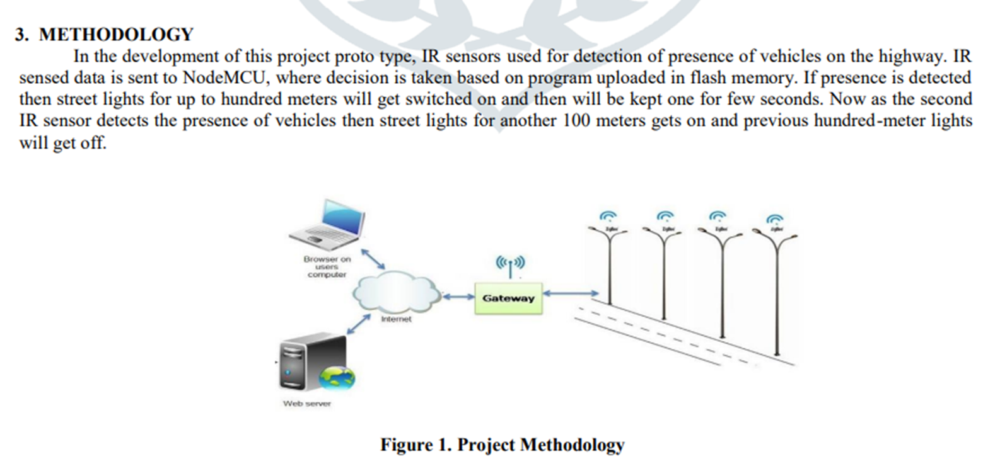 3. METHODOLOGY
In the development of this project proto type, IR sensors used for detection of presence of vehicles on the highway. IR
sensed data is sent to NodeMCU, where decision is taken based on program uploaded in flash memory. If presence is detected
then street lights for up to hundred meters will get switched on and then will be kept one for few seconds. Now as the second
IR sensor detects the presence of vehicles then street lights for another 100 meters gets on and previous hundred-meter lights
will get off.
Browser on
users
computer
Gateway
Internet
Web server
Figure 1. Project Methodology